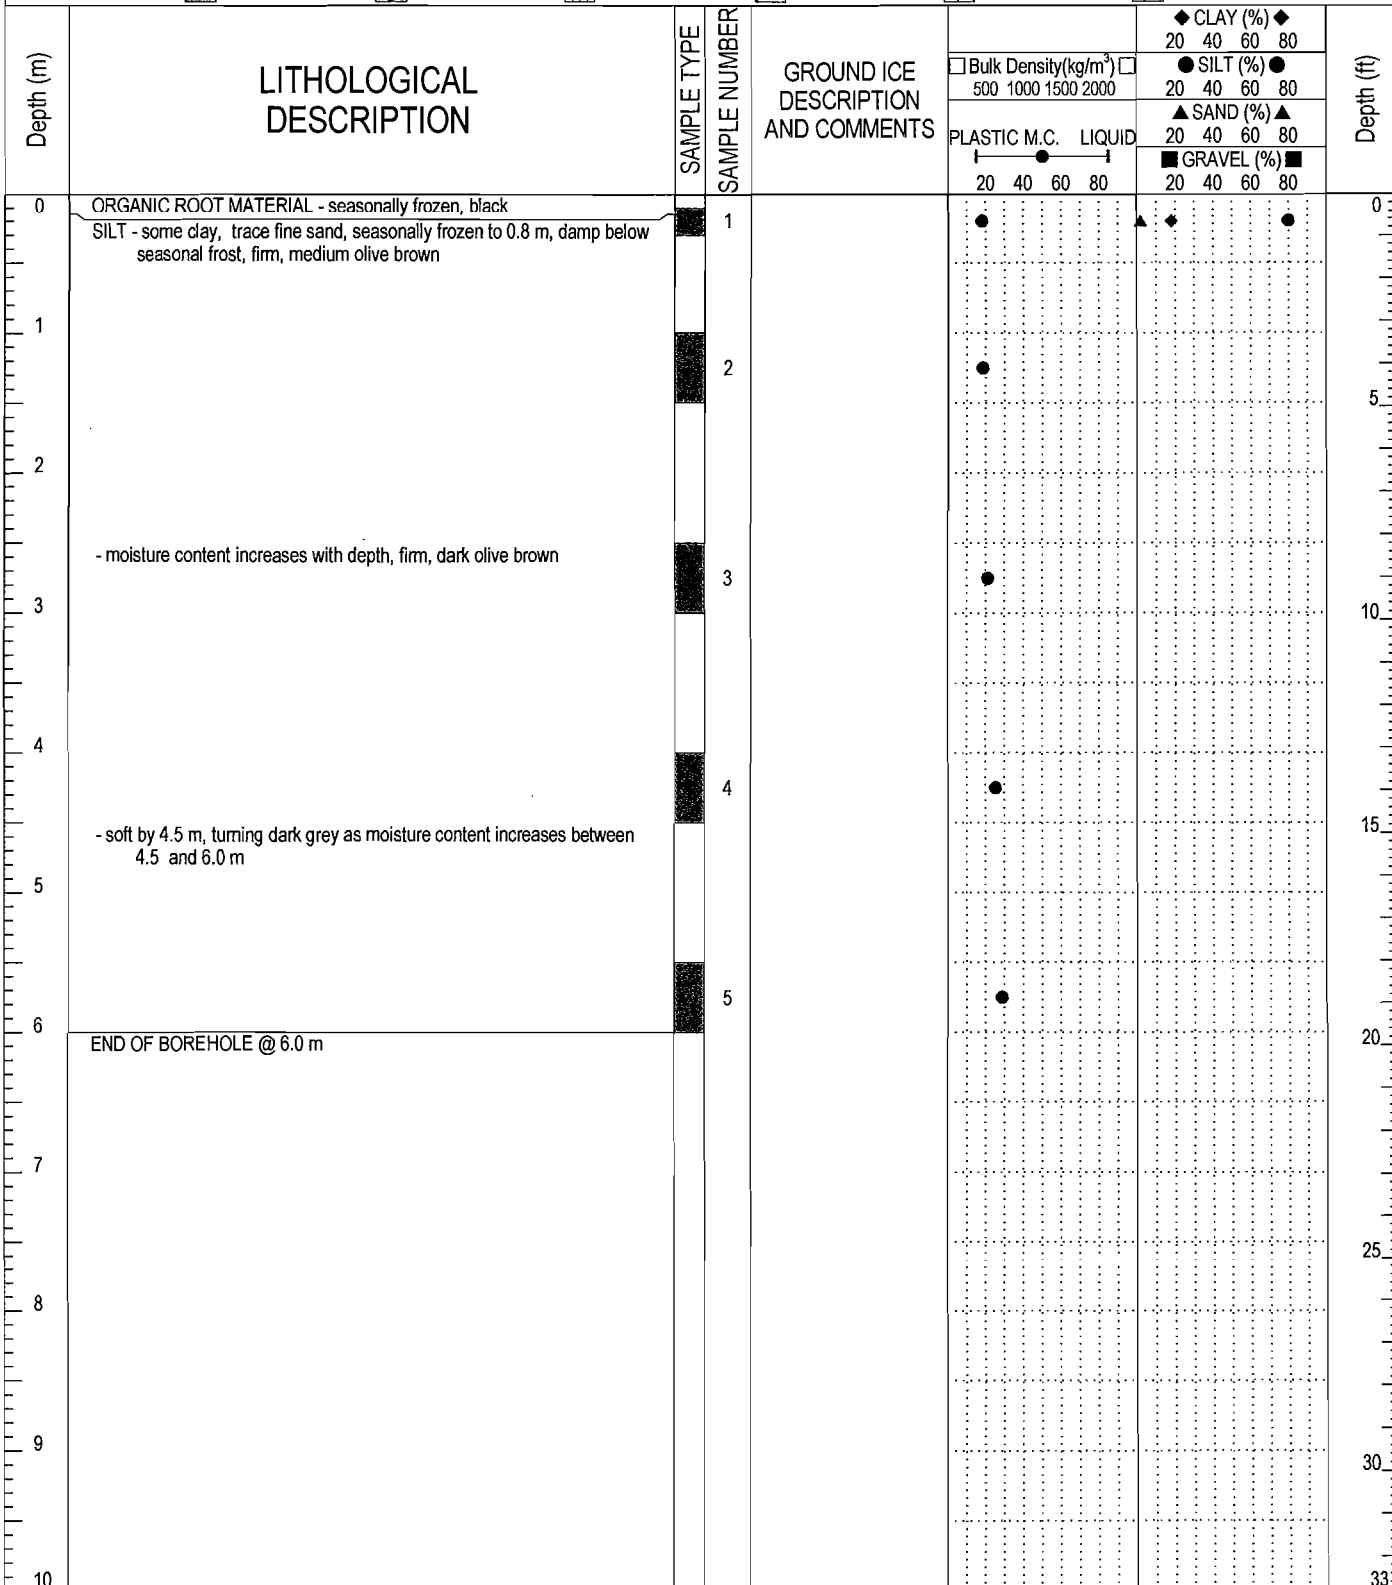 Depth (m)
LITHOLOGICAL
DESCRIPTION
SAMPLE TYPE
SAMPLE NUMBER
GROUND ICE
DESCRIPTION
AND COMMENTS
□ Bulk Density(kg/m³) □
500 1000 1500 2000
PLASTIC M.C. LIQUID
20 40 60 80
◆ CLAY (%) ◆
20 40 60 80
● SILT (%) ●
20 40 60 80
▲ SAND (%) ▲
20 40 60 80
■ GRAVEL (%) ■
20 40 60 80
Depth (ft)
0
ORGANIC ROOT MATERIAL - seasonally frozen, black
1
0
SILT - some clay, trace fine sand, seasonally frozen to 0.8 m, damp below
seasonal frost, firm, medium olive brown
1
2
5
2
- moisture content increases with depth, firm, dark olive brown
3
3
10
4
4
15
- soft by 4.5 m, turning dark grey as moisture content increases between
4.5 and 6.0 m
5
5
6
20
END OF BOREHOLE @ 6.0 m
7
25
8
9
30
10
33